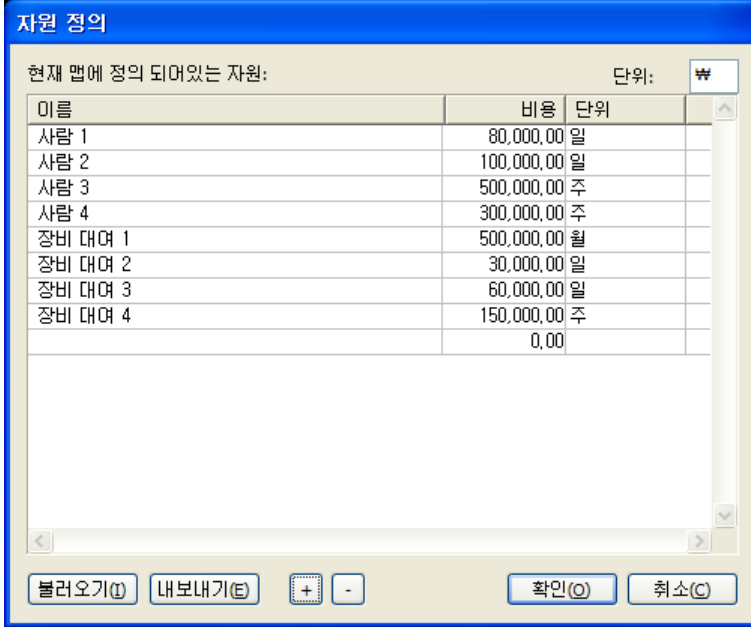 자원 정의
현재 맵에 정의 되어있는 자원: 단위: ₩
이름 비용 단위
사람 1 80,000.00 일
사람 2 100,000.00 일
사람 3 500,000.00 주
사람 4 300,000.00 주
장비 대여 1 500,000.00 월
장비 대여 2 30,000.00 일
장비 대여 3 60,000.00 일
장비 대여 4 150,000.00 주
0.00
불러오기(I) 내보내기(E) + - 확인(O) 취소(C)